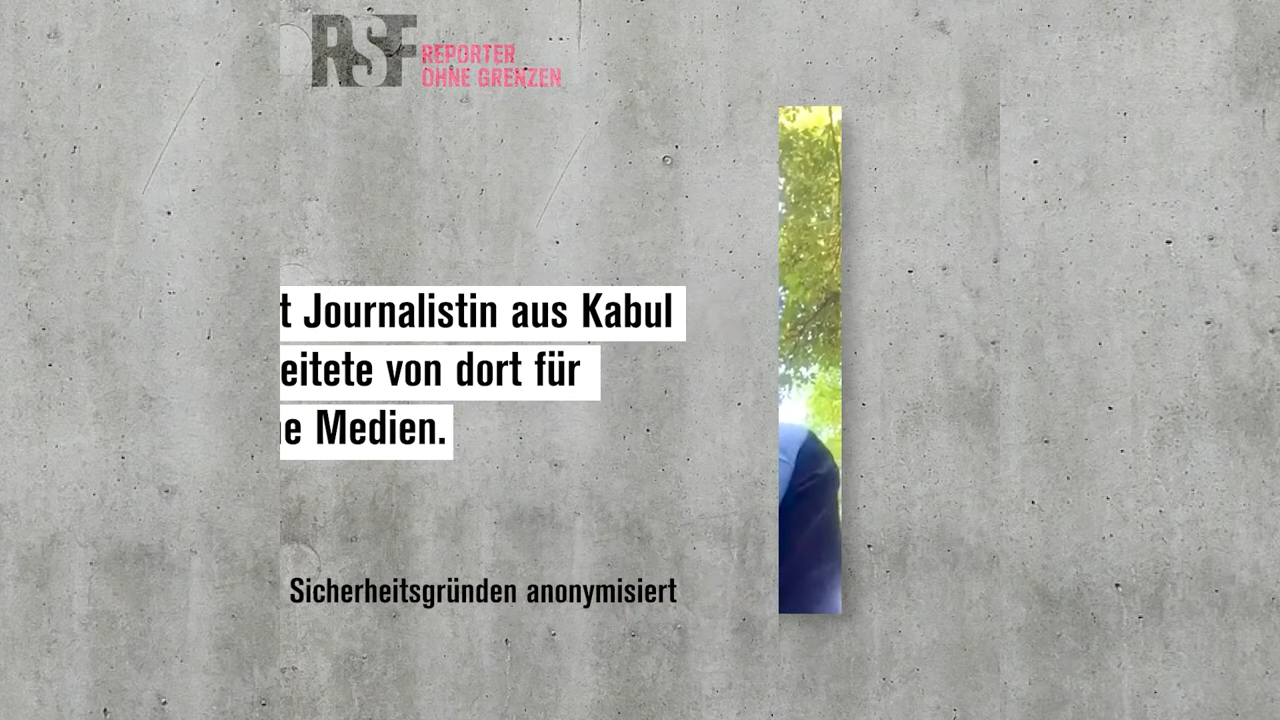 RSF
REPORTER
OHNE GRENZEN
t Journalistin aus Kabul
eitete von dort für
e Medien.
Sicherheitsgründen anonymisiert